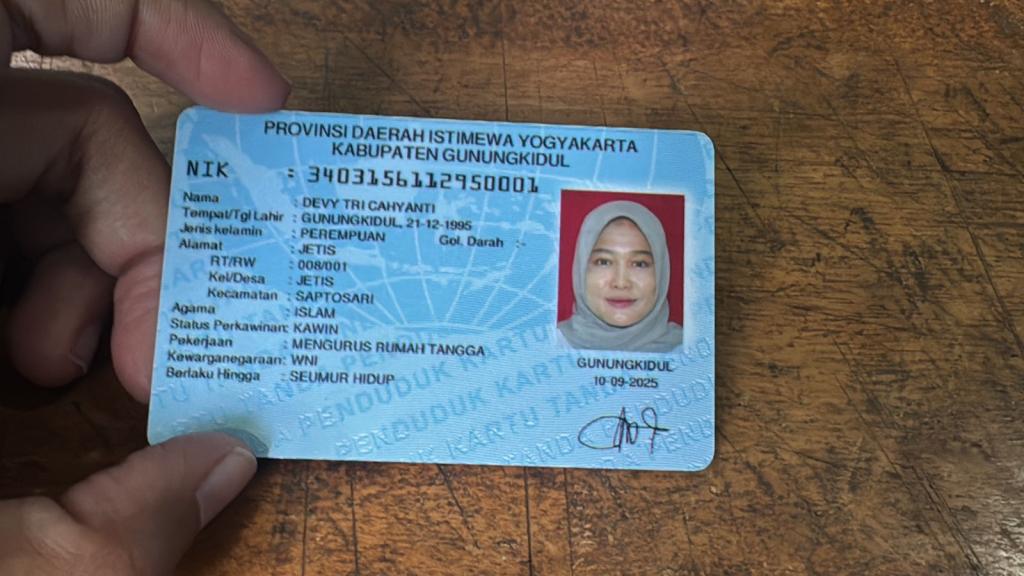 PROVINSI DAERAH ISTIMEWA YOGYAKARTA
KABUPATEN GUNUNGKIDUL
NIK : 3403156112950001
Nama : DEVY TRI CAHYANTI
Tempat/Tgl Lahir : GUNUNGKIDUL, 21-12-1995
Jenis kelamin : PEREMPUAN Gol. Darah :-
Alamat : JETIS
RT/RW : 008/001
Kel/Desa : JETIS
Kecamatan : SAPTOSARI
Agama : ISLAM
Status Perkawinan: KAWIN
Pekerjaan : MENGURUS RUMAH TANGGA
Kewarganegaraan: WNI
Berlaku Hingga : SEUMUR HIDUP
GUNUNGKIDUL
10-09-2025
PENDUDUK KARTU
PENDUDUK KARTU TANDA
KARTU TANDA